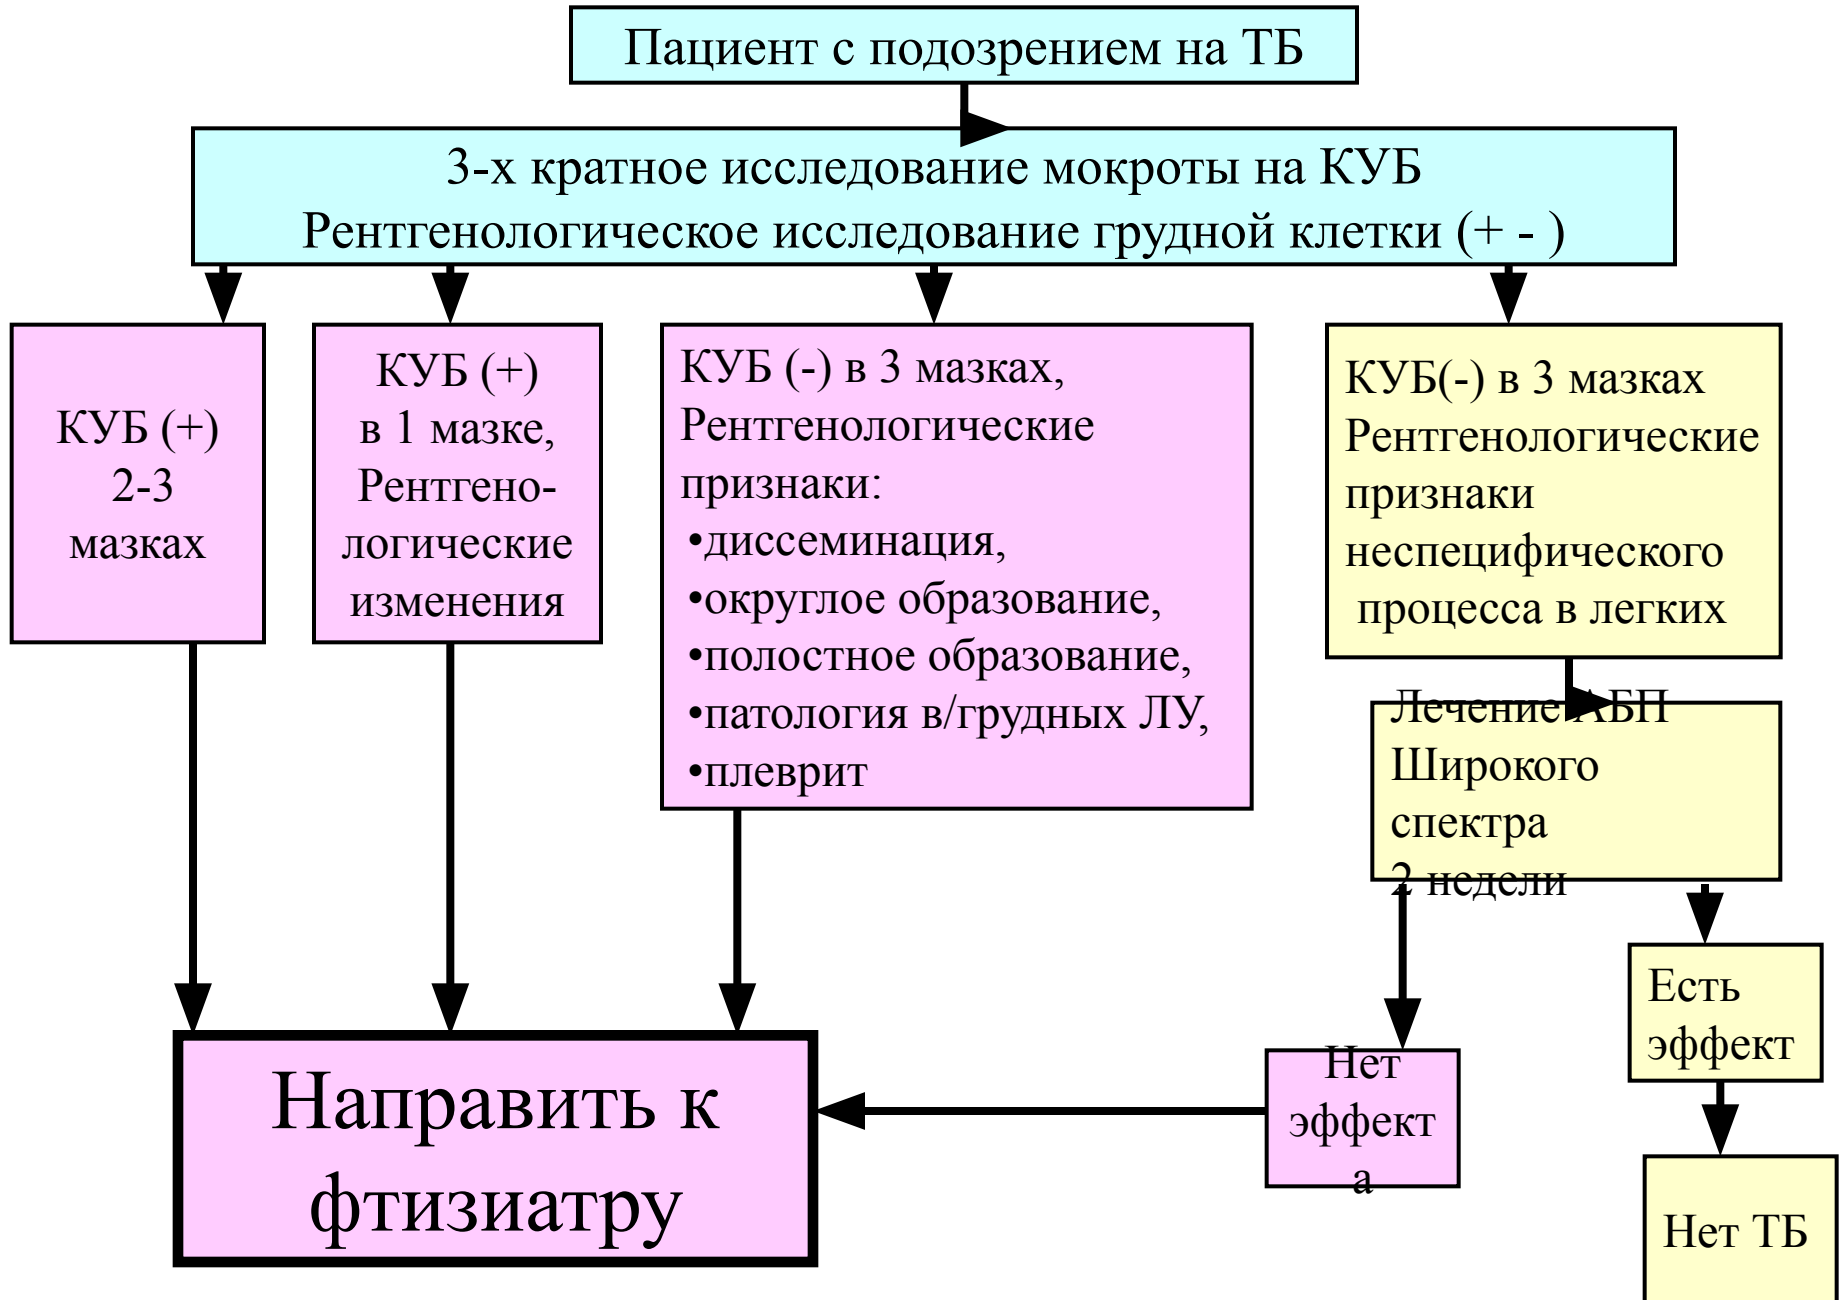 Пациент с подозрением на ТБ
3-х кратное исследование мокроты на КУБ
Рентгенологическое исследование грудной клетки (+ - )
КУБ (+)
2-3
мазках
КУБ (+)
в 1 мазке,
Рентгено-
логические
изменения
КУБ (-) в 3 мазках,
Рентгенологические
признаки:
•диссеминация,
•округлое образование,
•полостное образование,
•патология в/грудных ЛУ,
•плеврит
КУБ(-) в 3 мазках
Рентгенологические
признаки
неспецифического
процесса в легких
Лечение АБП
Широкого
спектра
2 недели
Есть
эффект
Нет
эффект
а
Направить к
фтизиатру
Нет ТБ